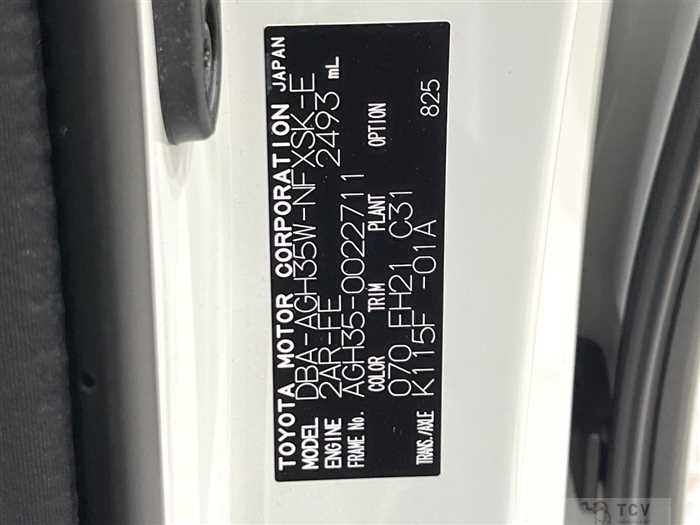 TOYOTA MOTOR CORPORATION JAPAN
MODEL DBA-AGH35W-NFXSK-E
ENGINE 2AR-FE 2493 mL
FRAME No. AGH35-0022711
COLOR TRIM PLANT OPTION
070 FH21 C31
TRANS./AXLE K115F -01A 825
TCV